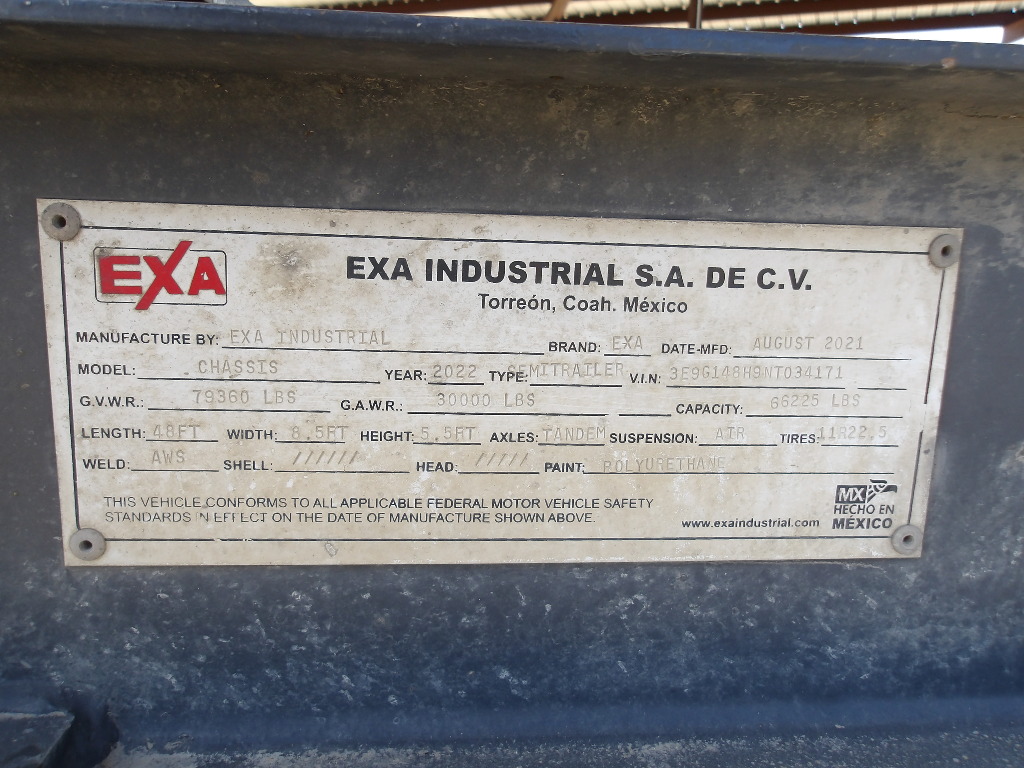 EXA
EXA INDUSTRIAL S.A. DE C.V.
Torreón, Coah. México
MANUFACTURE BY: EXA INDUSTRIAL BRAND: EXA DATE-MFD: AUGUST 2021
MODEL: CHASSIS YEAR: 2022 TYPE: SEMITRAILER V.I.N: 3E9G148H9NT034171
G.V.W.R.: 79360 LBS G.A.W.R.: 30000 LBS CAPACITY: 66225 LBS
LENGTH: 48FT WIDTH: 8.5FT HEIGHT: 5.5FT AXLES: TANDEM SUSPENSION: AIR TIRES: 11R22.5
WELD: AWS SHELL: ////// HEAD: ///// PAINT: POLYURETHANE
THIS VEHICLE CONFORMS TO ALL APPLICABLE FEDERAL MOTOR VEHICLE SAFETY
STANDARDS IN EFFECT ON THE DATE OF MANUFACTURE SHOWN ABOVE.
www.exaindustrial.com
MX
HECHO EN
MÉXICO